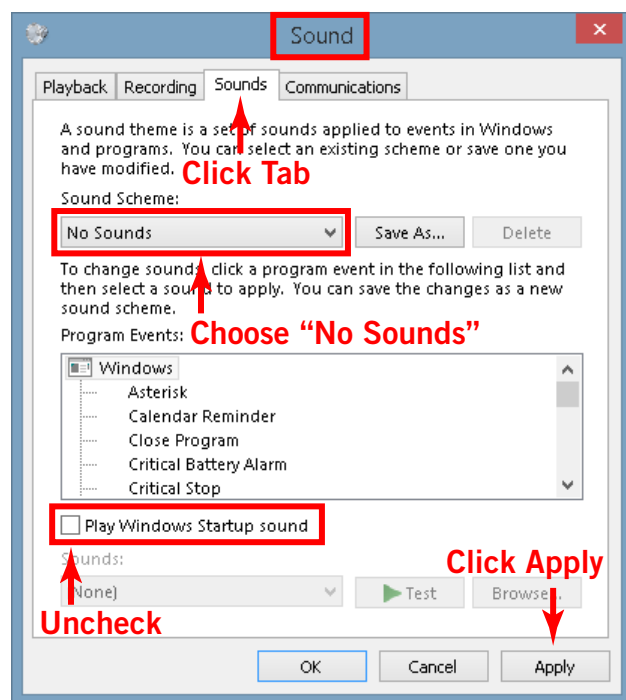 Sound
Playback Recording Sounds Communications
A sound theme is a set of sounds applied to events in Windows
and programs. You can select an existing scheme or save one you
have modified.
Click Tab
Sound Scheme:
No Sounds Save As... Delete
To change sounds, click a program event in the following list and
then select a sound to apply. You can save the changes as a new
sound scheme.
Choose “No Sounds”
Program Events:
Windows
Asterisk
Calendar Reminder
Close Program
Critical Battery Alarm
Critical Stop
Play Windows Startup sound
Sounds:
Click Apply
(None) Test Browse...
Uncheck
OK Cancel Apply